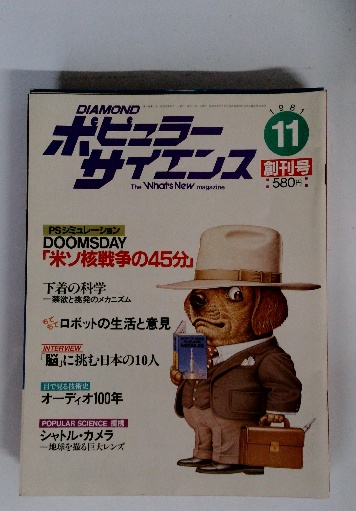 DIAMOND
1981
11
ポピュラー
サイエンス
創刊号
580円
The What's New magazine
PSシミュレーション
DOOMSDAY
「米ソ核戦争の45分」
下着の科学
—禁欲と挑発のメカニズム
ロボットの生活と意見
INTERVIEW
「脳」に挑む日本の10人
目で見る技術史
オーディオ100年
POPULAR SCIENCE 提携
シャトル・カメラ
—地球を撮る巨大レンズ